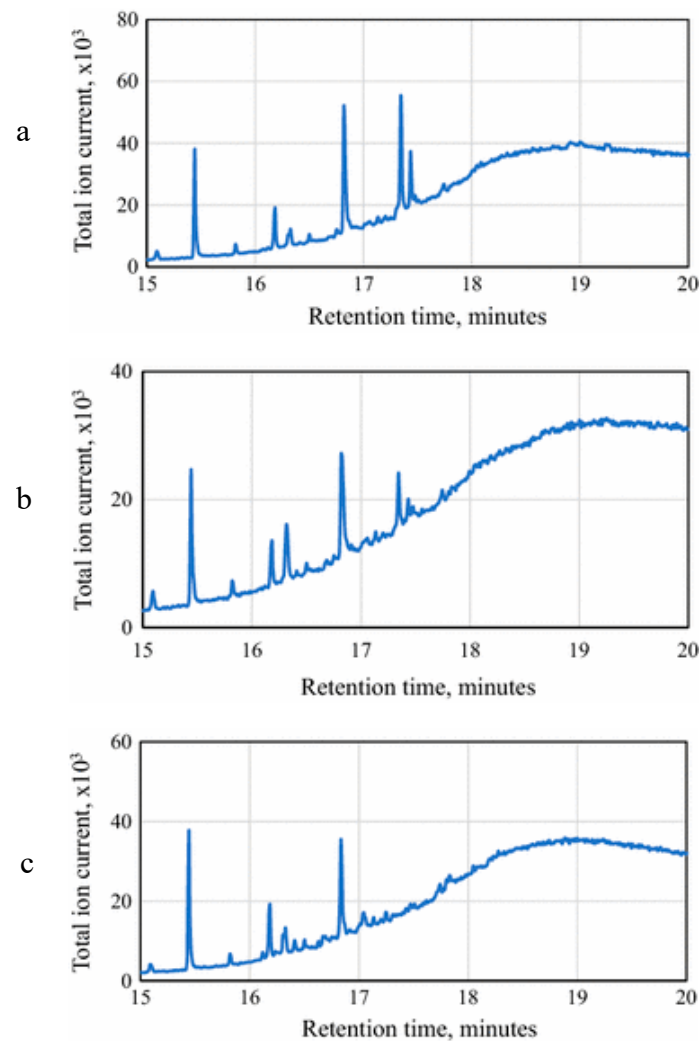 a
Total ion current, x10³
80
60
40
20
0
15 16 17 18 19 20
Retention time, minutes
b
Total ion current, x10³
40
20
0
15 16 17 18 19 20
Retention time, minutes
c
Total ion current, x10³
60
40
20
0
15 16 17 18 19 20
Retention time, minutes